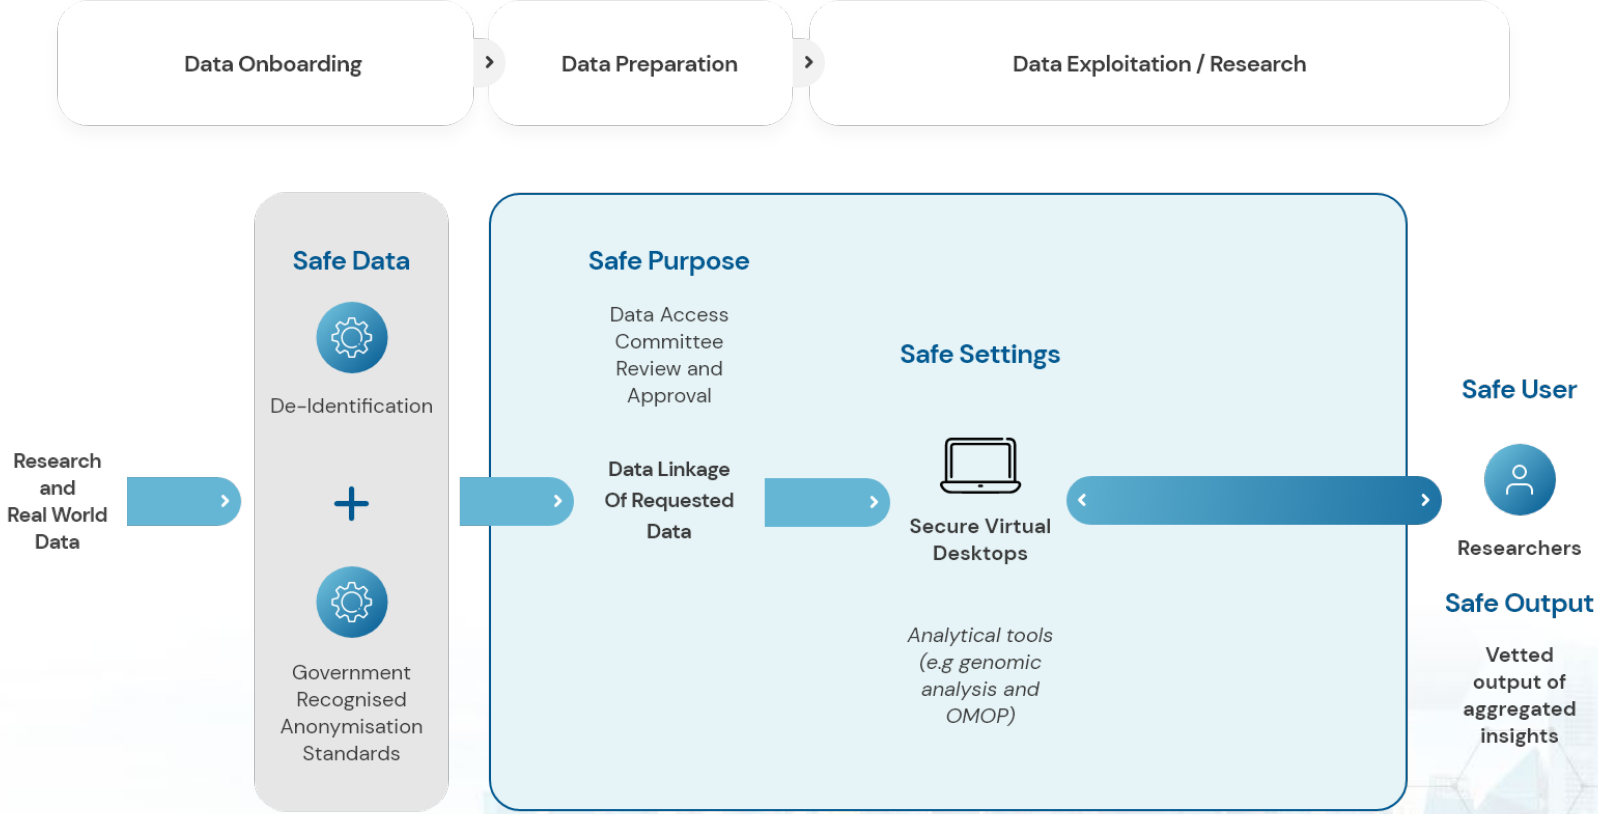 Data Onboarding
Data Preparation
Data Exploitation / Research
Research
and
Real World
Data
Safe Data
De-Identification
Government
Recognised
Anonymisation
Standards
Safe Purpose
Data Access
Committee
Review and
Approval
Data Linkage
Of Requested
Data
Safe Settings
Secure Virtual
Desktops
Analytical tools
(e.g genomic
analysis and
OMOP)
Safe User
Researchers
Safe Output
Vetted
output of
aggregated
insights